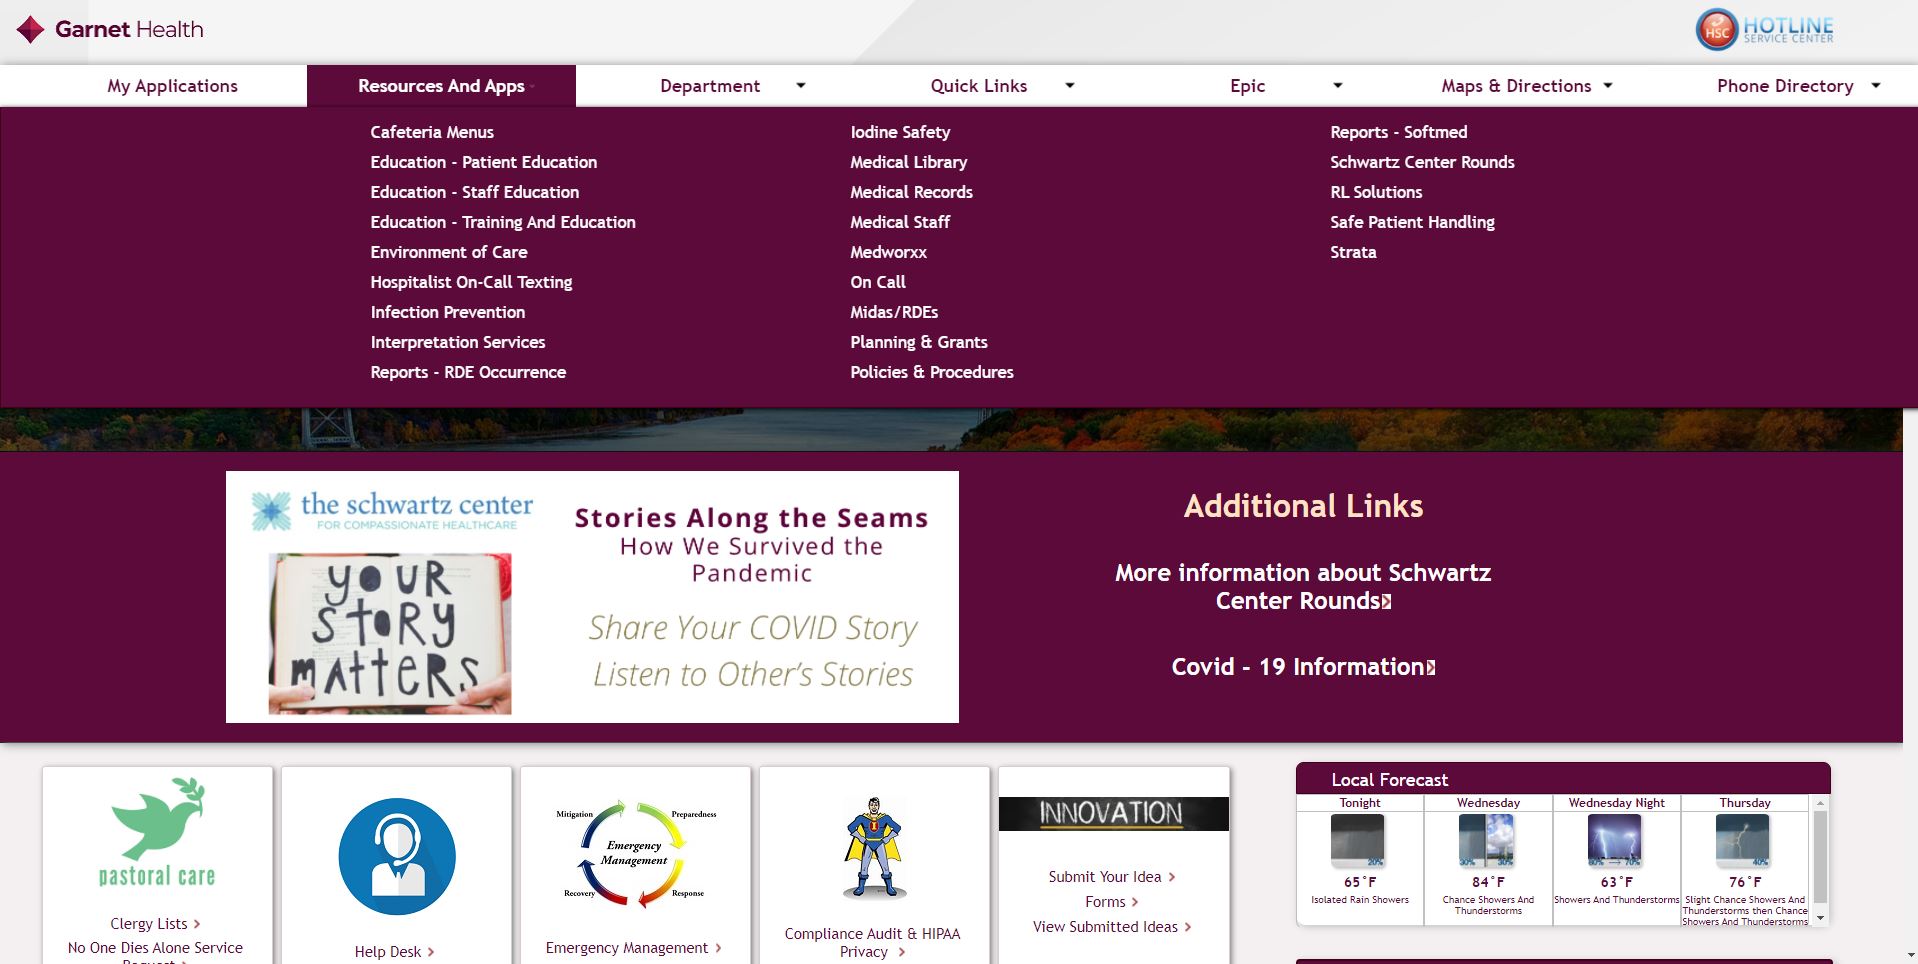 Garnet Health
HSC HOTLINE
SERVICE CENTER
My Applications
Resources And Apps
Department
Quick Links
Epic
Maps & Directions
Phone Directory
Cafeteria Menus
Education - Patient Education
Education - Staff Education
Education - Training And Education
Environment of Care
Hospitalist On-Call Texting
Infection Prevention
Interpretation Services
Reports - RDE Occurrence
Iodine Safety
Medical Library
Medical Records
Medical Staff
Medworxx
On Call
Midas/RDEs
Planning & Grants
Policies & Procedures
Reports - Softmed
Schwartz Center Rounds
RL Solutions
Safe Patient Handling
Strata
the schwartz center
FOR COMPASSIONATE HEALTHCARE
YOUR
STORY
MATTERS
Stories Along the Seams
How We Survived the
Pandemic
Share Your COVID Story
Listen to Other's Stories
Additional Links
More information about Schwartz
Center Rounds
Covid - 19 Information
pastoral care
Clergy Lists
No One Dies Alone Service
Request
Help Desk
Mitigation
Preparedness
Emergency
Management
Recovery
Response
Emergency Management
I
Compliance Audit & HIPAA
Privacy
INNOVATION
Submit Your Idea
Forms
View Submitted Ideas
Local Forecast
Tonight
20%
65°F
Isolated Rain Showers
Wednesday
30% 30%
84°F
Chance Showers And
Thunderstorms
Wednesday Night
60% → 70%
63°F
Showers And Thunderstorms
Thursday
40%
76°F
Slight Chance Showers And
Thunderstorms then Chance
Showers And Thunderstorms